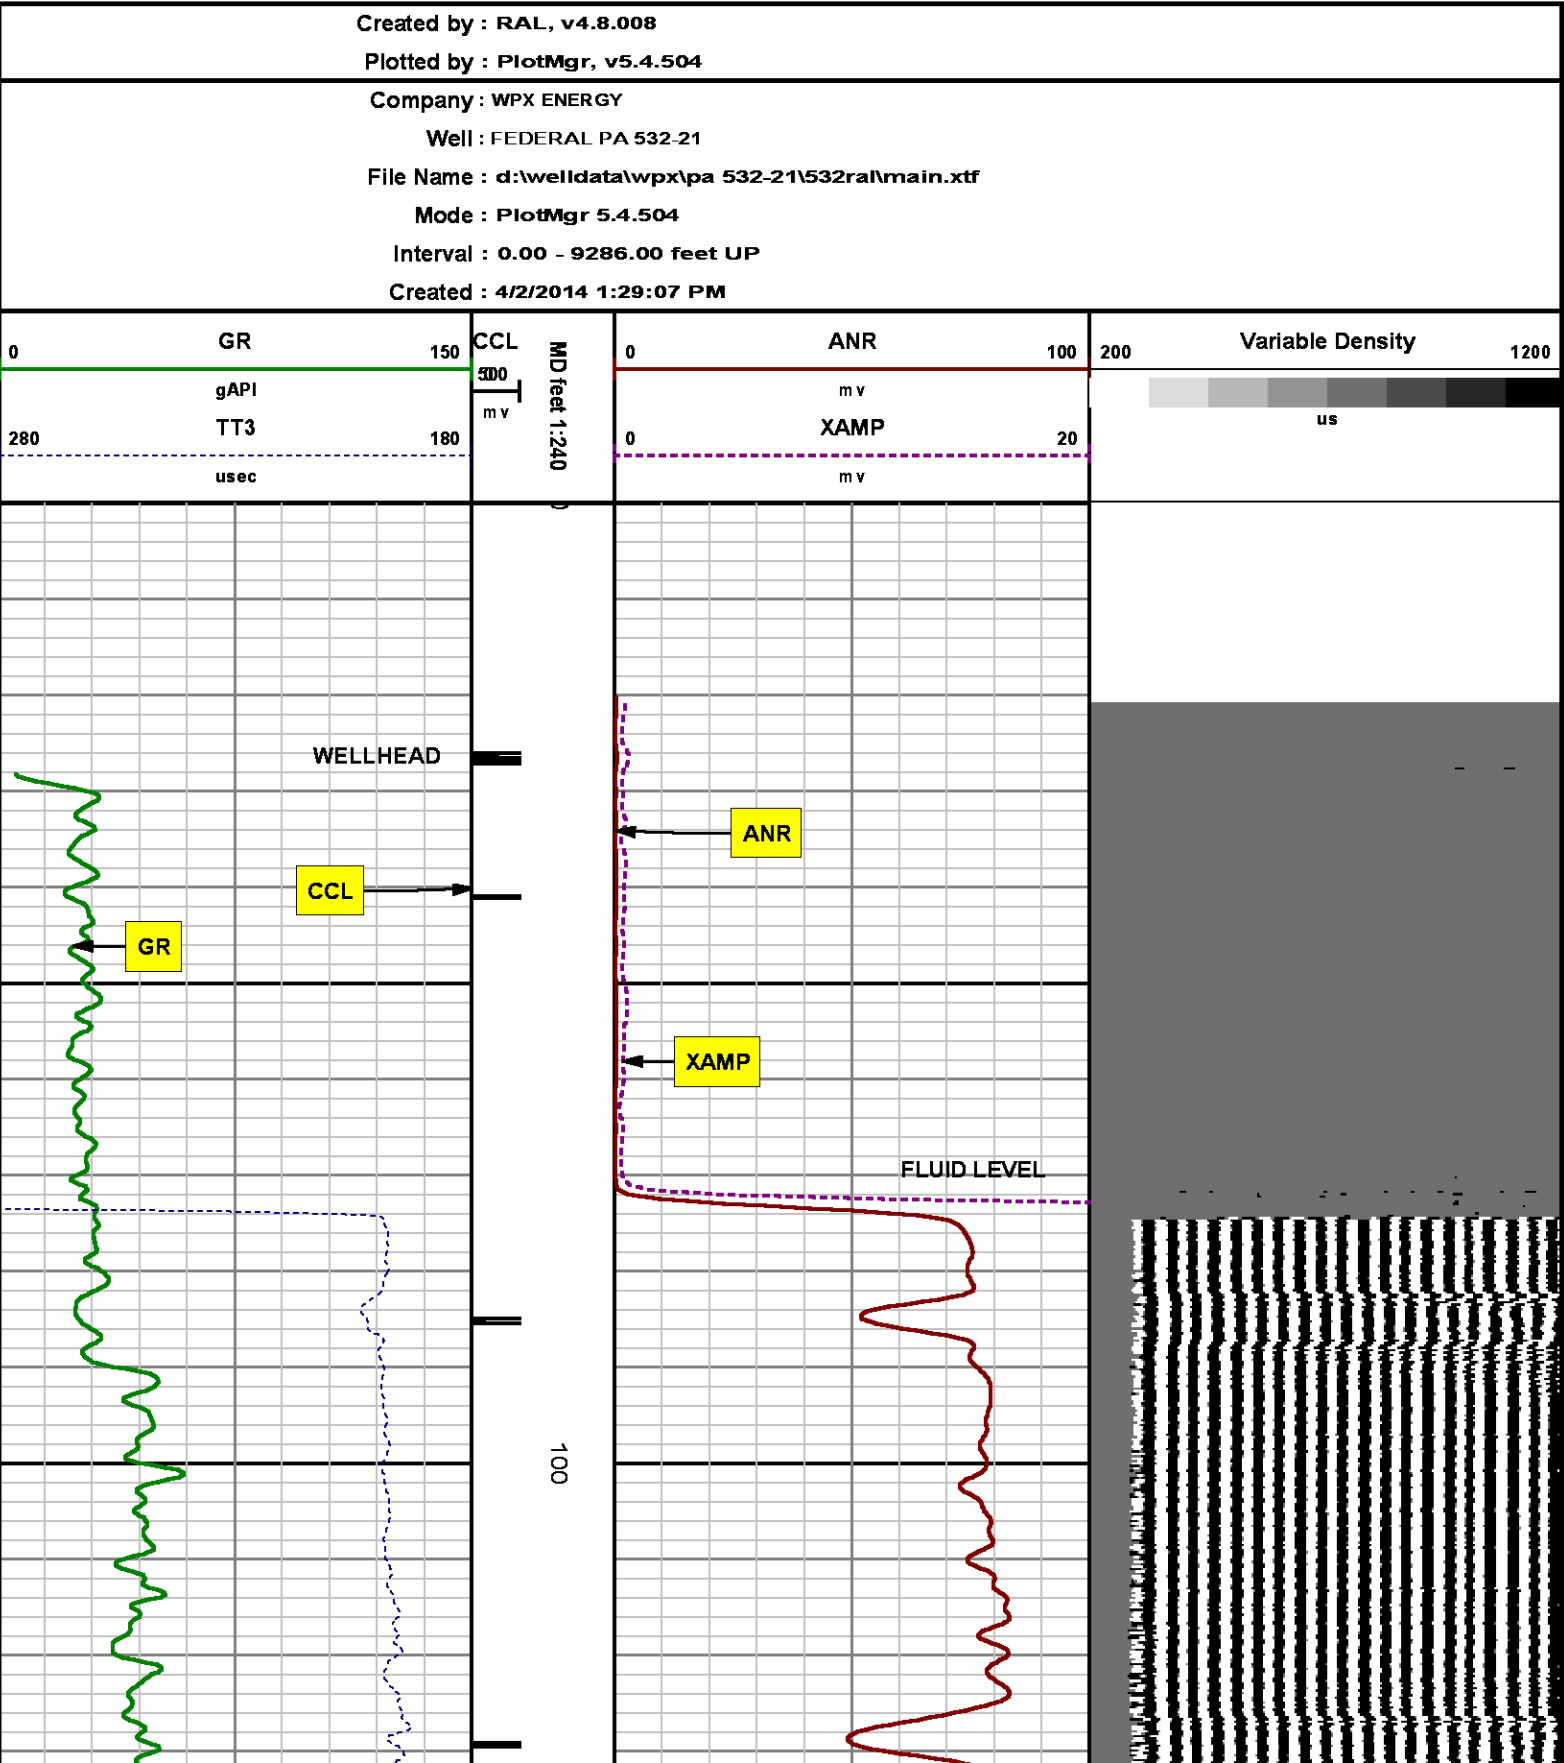 Created by : RAL, v4.8.008
Plotted by : PlotMgr, v5.4.504
Company : WPX ENERGY
Well : FEDERAL PA 532-21
File Name : d:\welldata\wpx\pa 532-21\532ral\main.xtf
Mode : PlotMgr 5.4.504
Interval : 0.00 - 9286.00 feet UP
Created : 4/2/2014 1:29:07 PM
0 GR 150
gAPI
280 TT3 180
usec
CCL
mv
MD feet 1:240
0 ANR 100
mv
0 XAMP 20
mv
200 Variable Density 1200
us
WELLHEAD
ANR
CCL
GR
XAMP
FLUID LEVEL
100